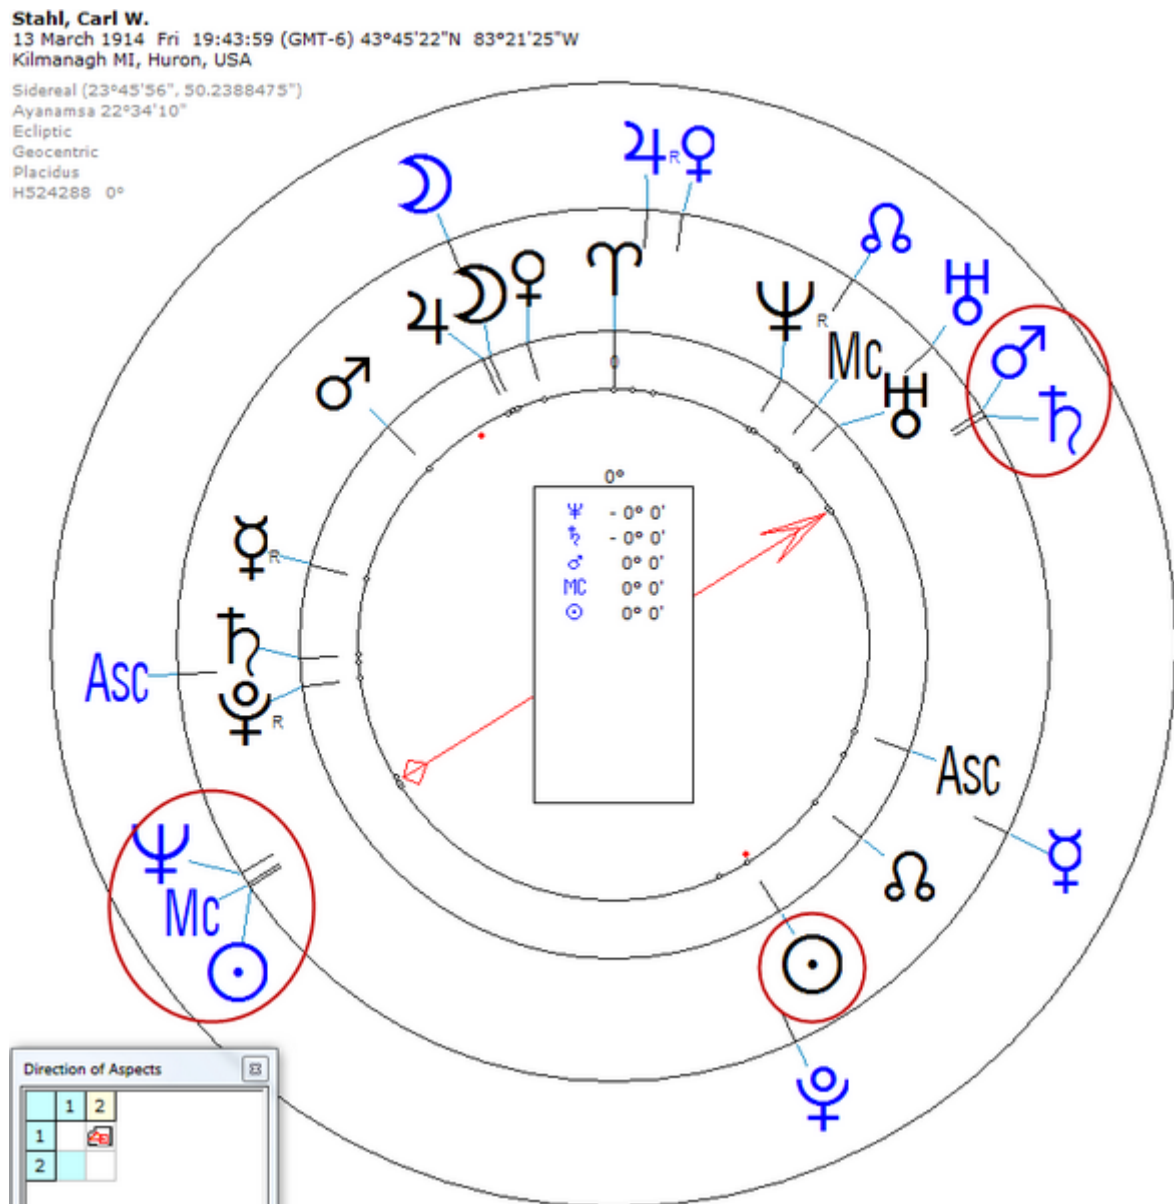 Stahl, Carl W.
13 March 1914 Fri 19:43:59 (GMT-6) 43°45'22"N 83°21'25"W
Kilmanagh MI, Huron, USA
Sidereal (23°45'56", 50.2388475")
Ayanamsa 22°34'10"
Ecliptic
Geocentric
Placidus
H524288 0°
☽ ♃ R ♀ ☊
♃ ☽ ♀ ♈ ♆ R ♅
0 Mc ♂
♂ ♅ ♄
0°
♆ - 0° 0'
♄ - 0° 0'
♂ 0° 0'
MC 0° 0'
☉ 0° 0'
☿ R
♄
Asc
♇ R
Asc
♆ ☿
Mc ☊
☉ ☉
♇
Direction of Aspects
1 2
1
2